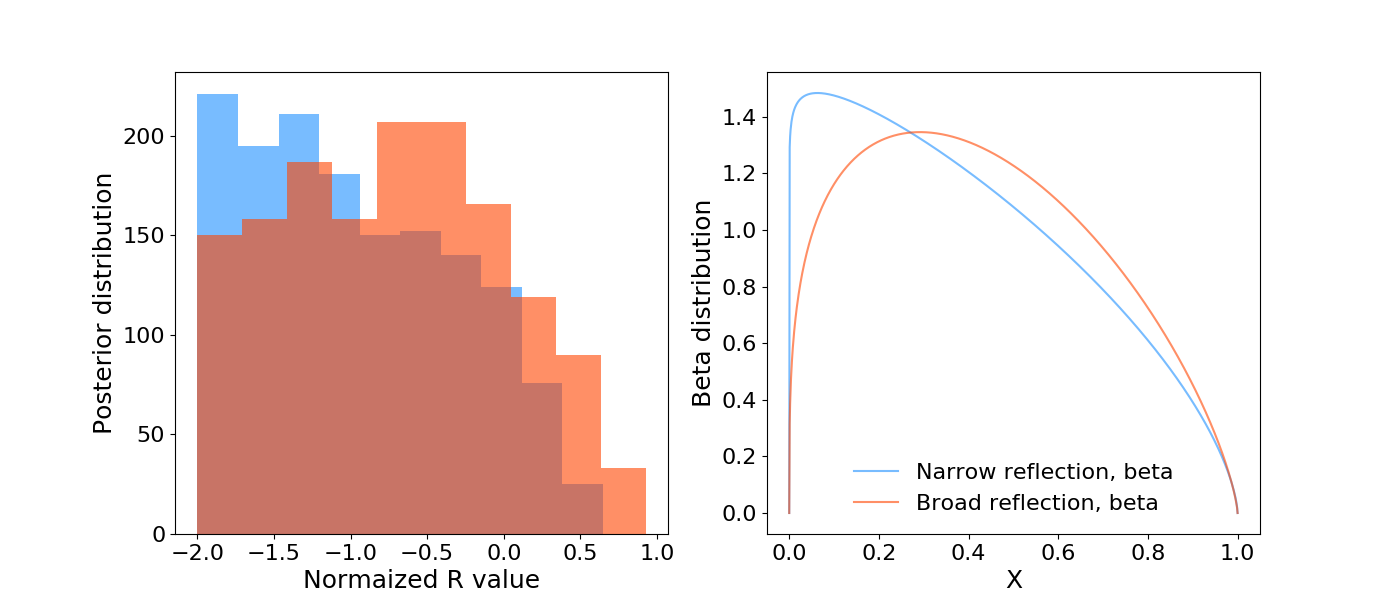 Posterior distribution
200
150
100
50
0
−2.0 −1.5 −1.0 −0.5 0.0 0.5 1.0
Normaized R value
Beta distribution
1.4
1.2
1.0
0.8
0.6
0.4
0.2
0.0
Narrow reflection, beta
Broad reflection, beta
0.0 0.2 0.4 0.6 0.8 1.0
X